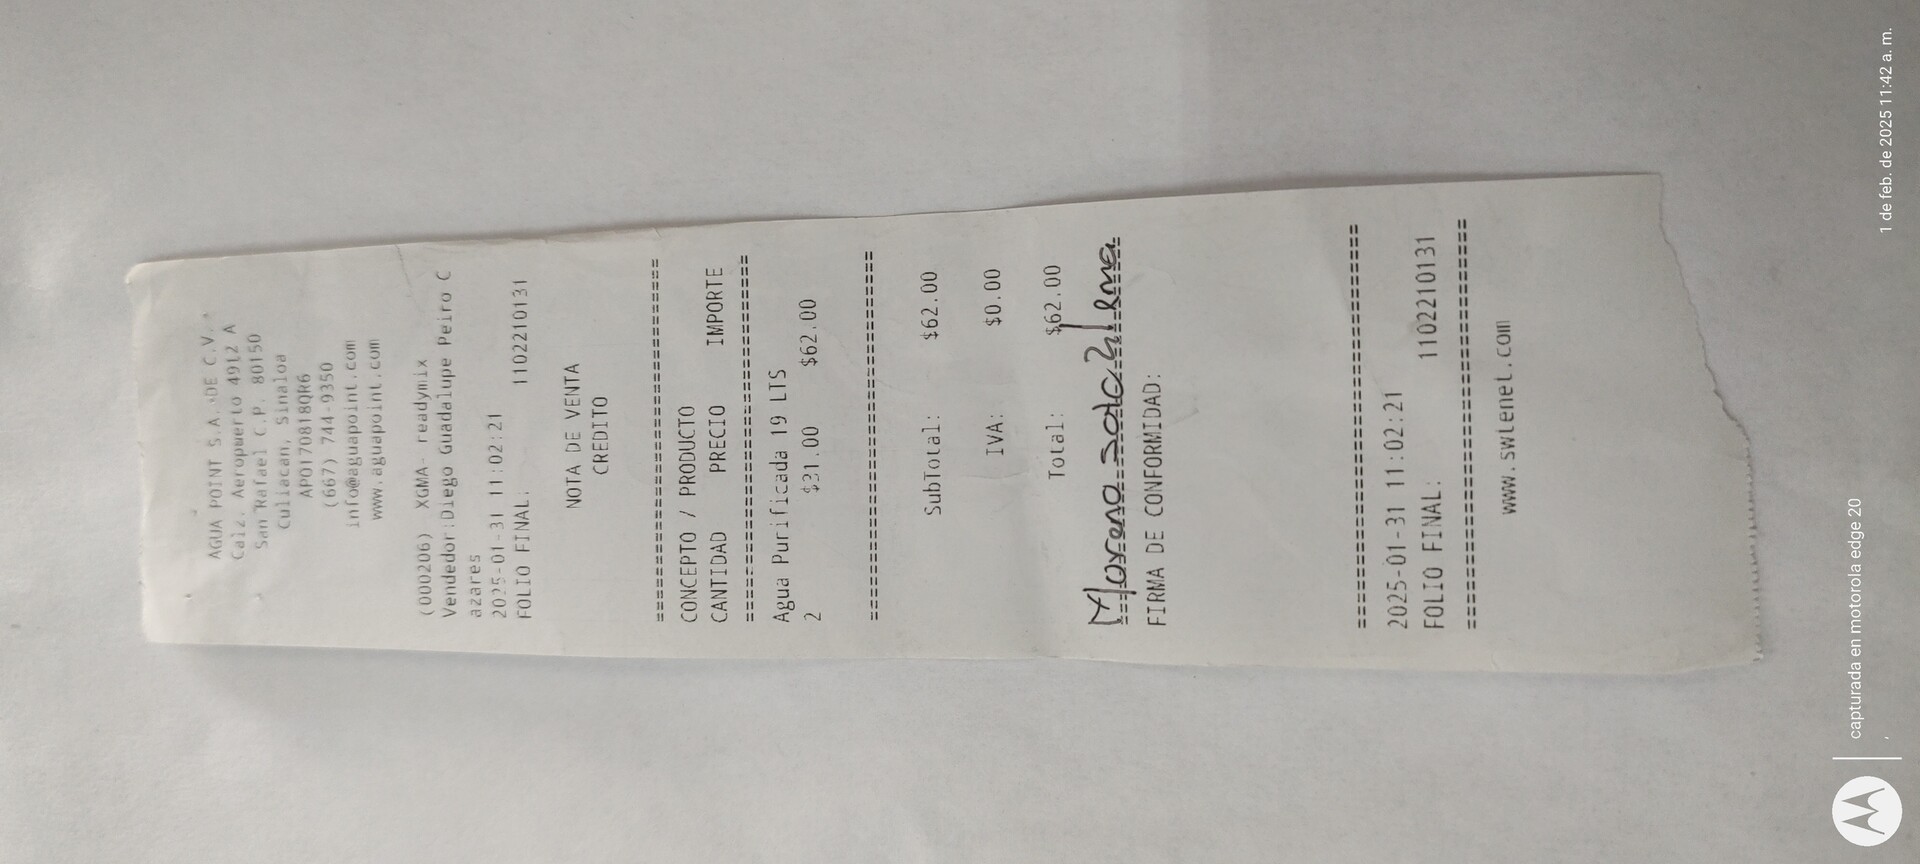 AGUA POINT S.A. DE C.V.
Calz. Aeropuerto 4912 A
San Rafael C.P. 80150
Culiacan, Sinaloa
APO170818QR6
(667) 744-9350
info@aguapoint.com
www.aguapoint.com
(000206) XGMA- readymix
Vendedor:Diego Guadalupe Peiro C
azares
2025-01-31 11:02:21
FOLIO FINAL: 1102210131
NOTA DE VENTA
CREDITO
================================
CONCEPTO / PRODUCTO
CANTIDAD PRECIO IMPORTE
================================
Agua Purificada 19 LTS
2 $31.00 $62.00
================================
SubTotal: $62.00
IVA: $0.00
Total: $62.00
Moreno Soto
================================
FIRMA DE CONFORMIDAD:
================================
2025-01-31 11:02:21
FOLIO FINAL: 1102210131
================================
www.swtenet.com
capturada en motorola edge 20
1 de feb. de 2025 11:42 a. m.